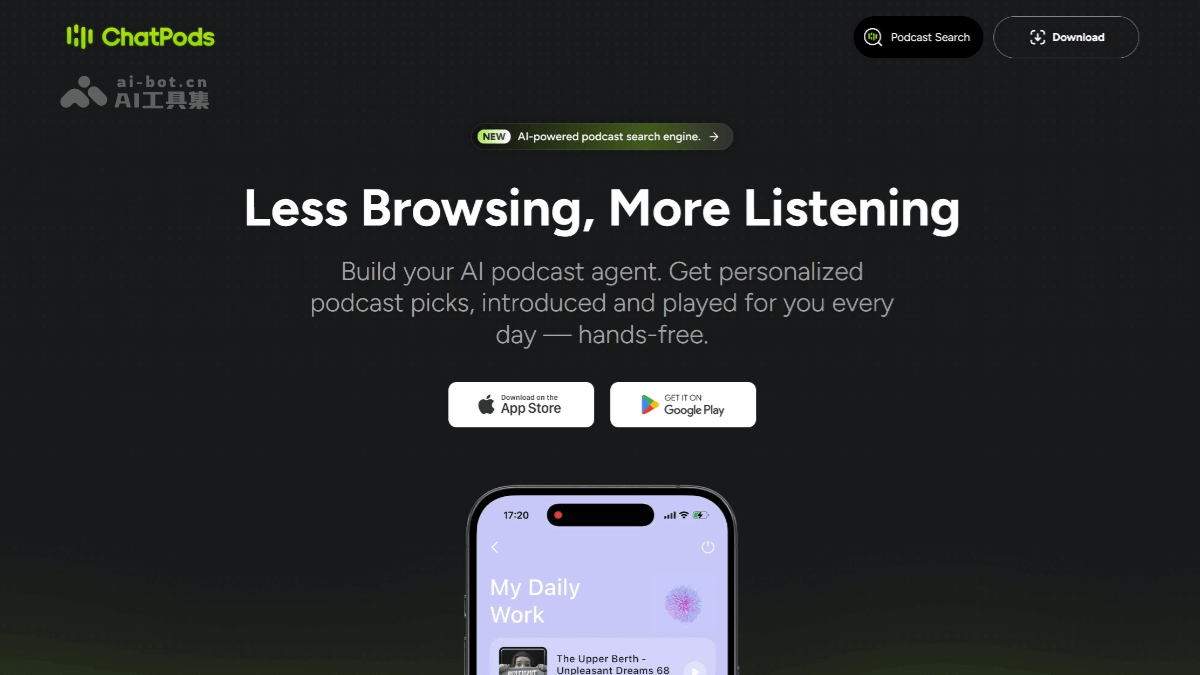 ChatPods
Podcast Search
Download
ai-bot.cn
AI工具集
NEW AI-powered podcast search engine. →
Less Browsing, More Listening
Build your AI podcast agent. Get personalized
podcast picks, introduced and played for you every
day — hands-free.
Download on the
App Store
GET IT ON
Google Play
17:20
My Daily
Work
The Upper Berth -
Unpleasant Dreams 68